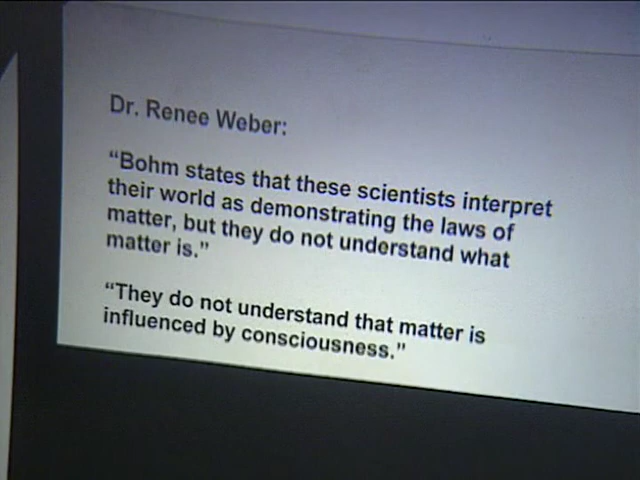 Dr. Renee Weber:
“Bohm states that these scientists interpret
their world as demonstrating the laws of
matter, but they do not understand what
matter is.”
“They do not understand that matter is
influenced by consciousness.”